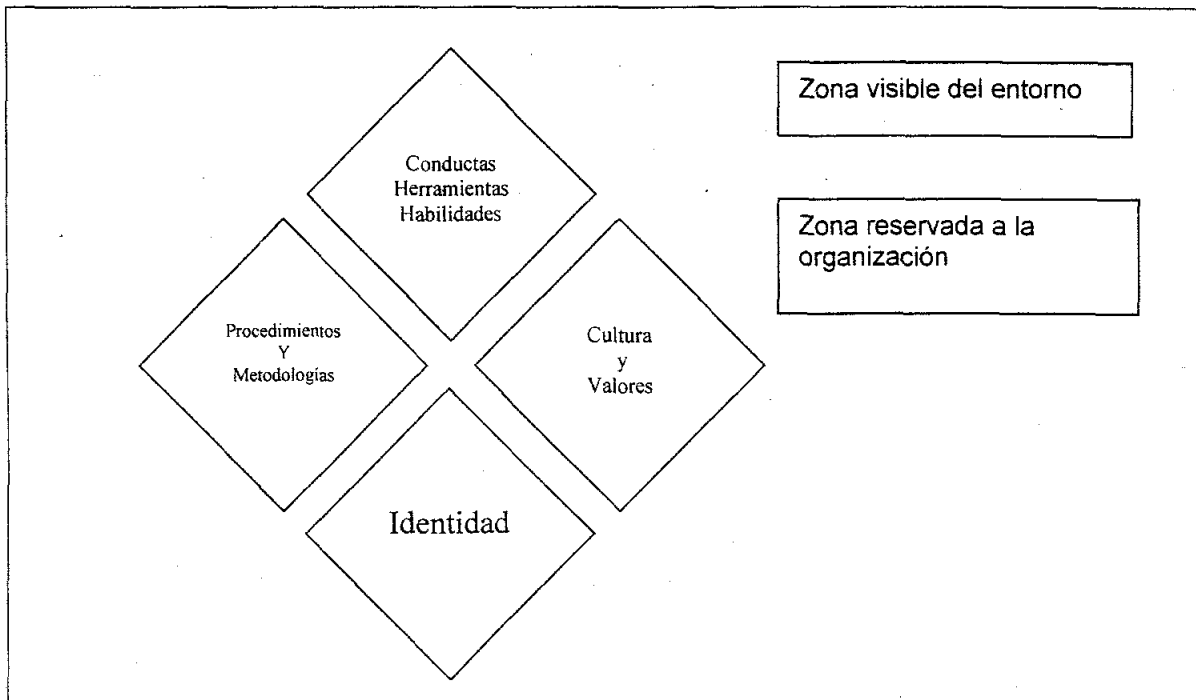 Zona visible del entorno
Conductas
Herramientas
Habilidades
Zona reservada a la
organización
Procedimientos
Y
Metodologías
Cultura
y
Valores
Identidad